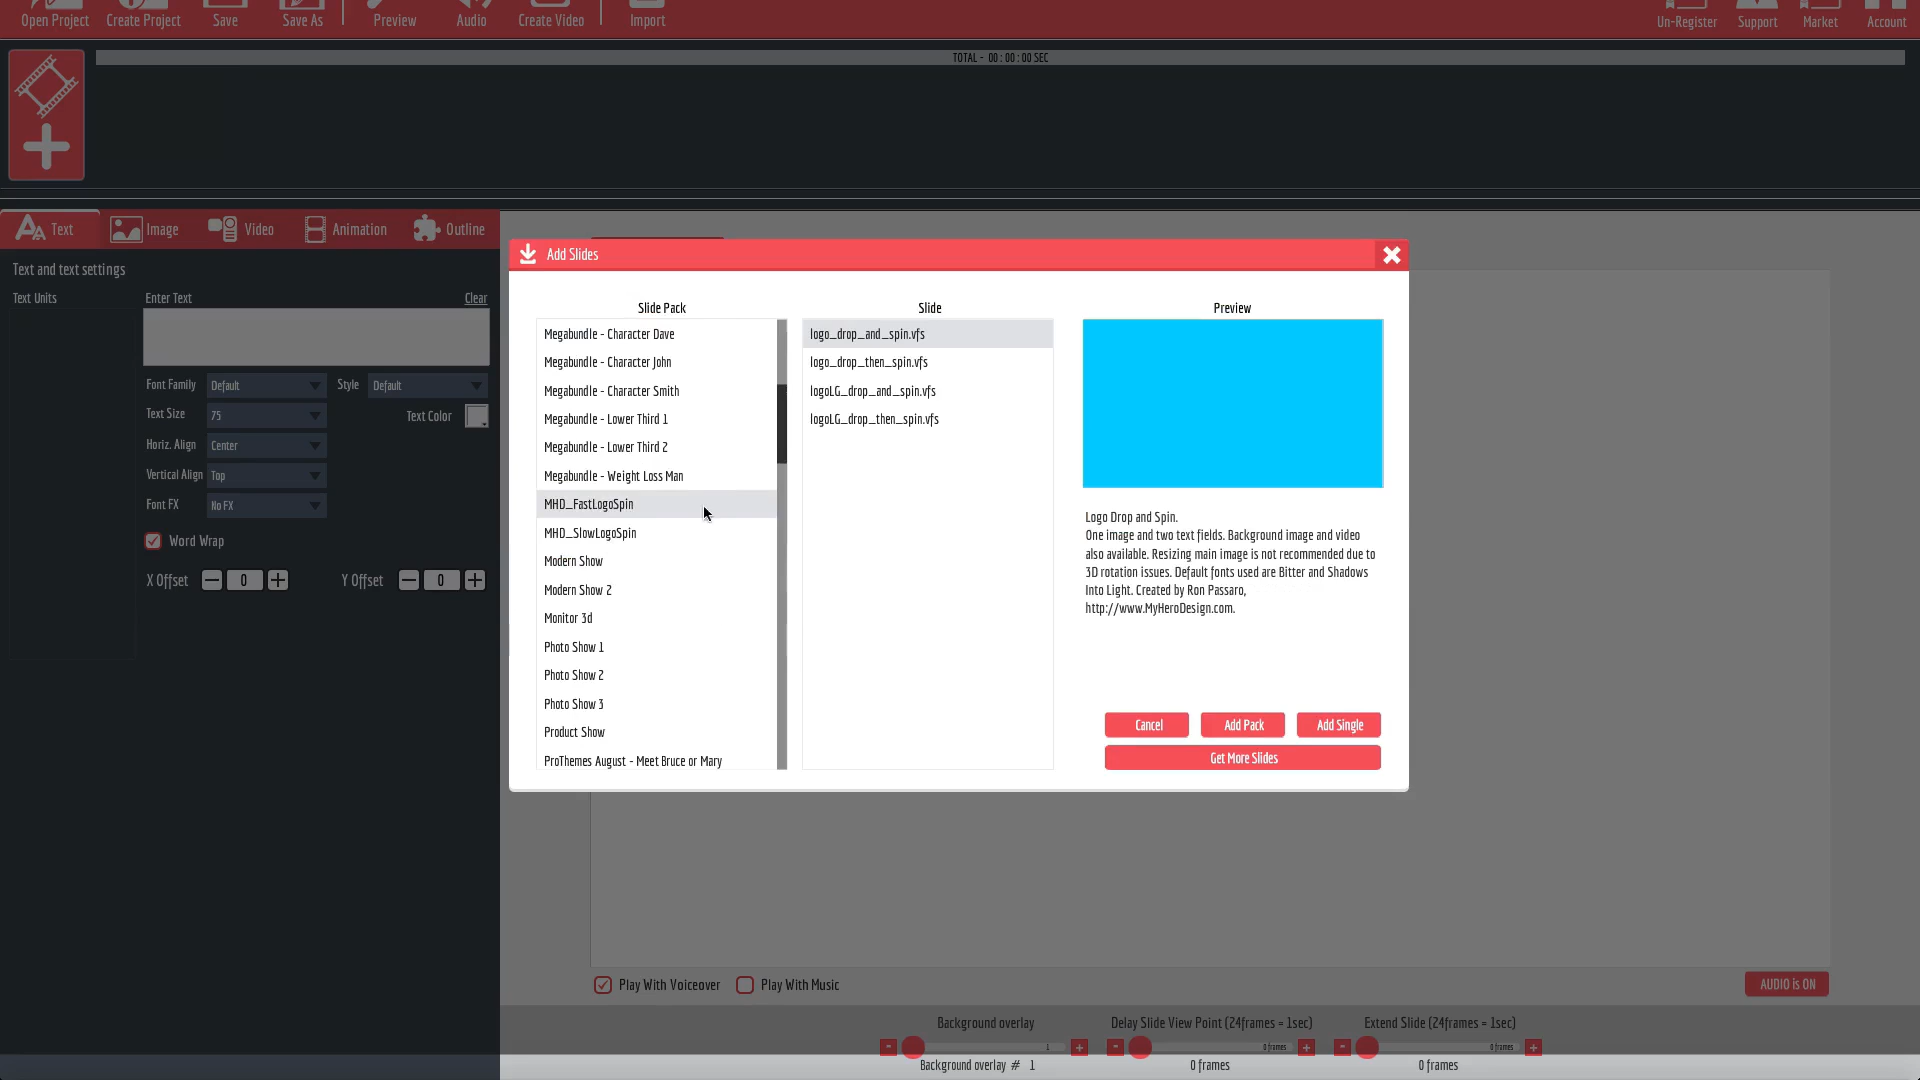 Open Project
Create Project
Save
Save As
Preview
Audio
Create Video
Import
Un-Register
Support
Market
Account
TOTAL - 00 : 00 : 00 SEC
Text
Image
Video
Animation
Outline
Text and text settings
Text Units
Enter Text
Clear
Font Family
Default
Style
Default
Text Size
75
Text Color
Horiz. Align
Center
Vertical Align
Top
Font FX
No FX
Word Wrap
X Offset
0
Y Offset
0
Add Slides
Slide Pack
Megabundle - Character Dave
Megabundle - Character John
Megabundle - Character Smith
Megabundle - Lower Third 1
Megabundle - Lower Third 2
Megabundle - Weight Loss Man
MHD_FastLogoSpin
MHD_SlowLogoSpin
Modern Show
Modern Show 2
Monitor 3d
Photo Show 1
Photo Show 2
Photo Show 3
Product Show
ProThemes August - Meet Bruce or Mary
Slide
logo_drop_and_spin.vfs
logo_drop_then_spin.vfs
logoLG_drop_and_spin.vfs
logoLG_drop_then_spin.vfs
Preview
Logo Drop and Spin.
One image and two text fields. Background image and video
also available. Resizing main image is not recommended due to
3D rotation issues. Default fonts used are Bitter and Shadows
Into Light. Created by Ron Passaro,
http://www.MyHeroDesign.com.
Cancel
Add Pack
Add Single
Get More Slides
Play With Voiceover
Play With Music
AUDIO is ON
Background overlay
Delay Slide View Point (24frames = 1sec)
Extend Slide (24frames = 1sec)
1
0 frames
0 frames
Background overlay # 1
0 frames
0 frames